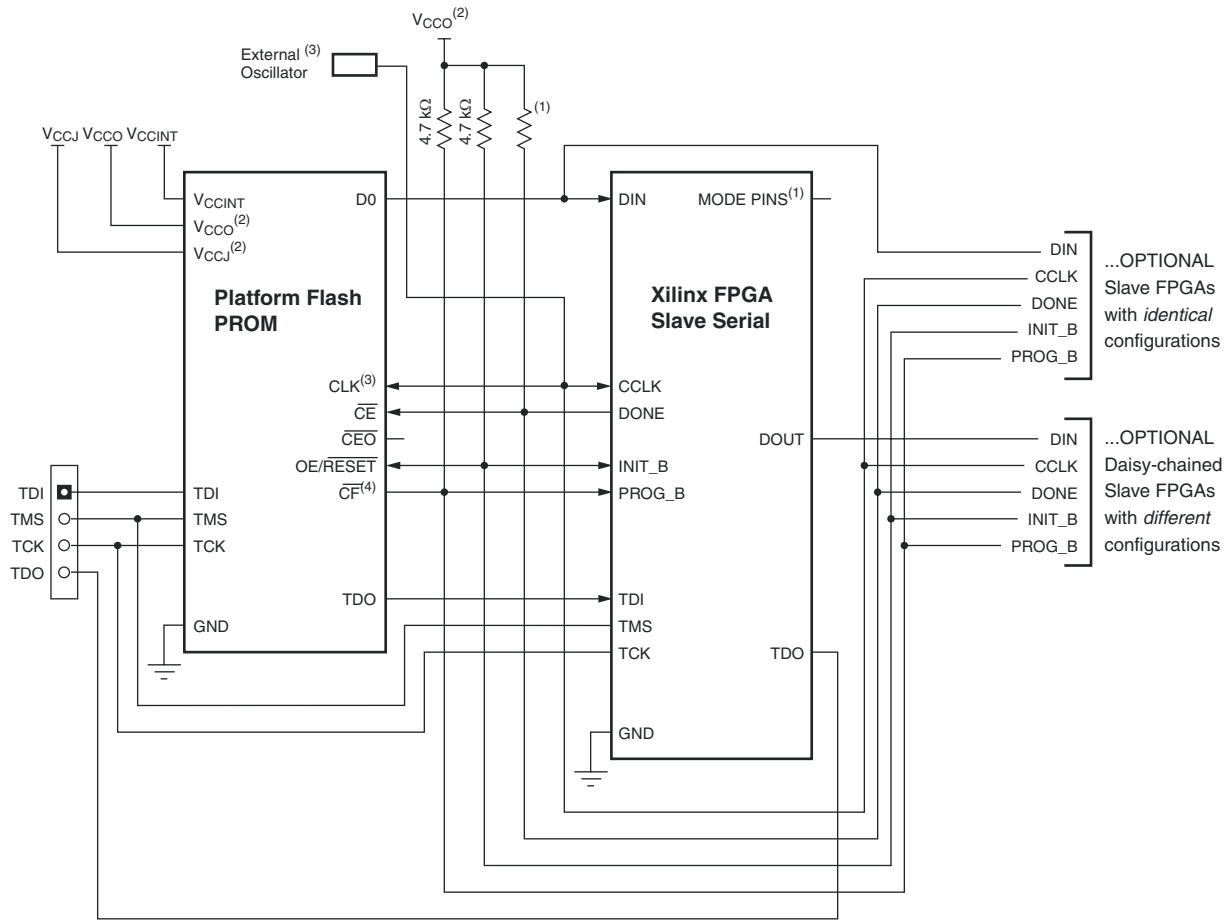 VCCO(2)
External (3)
Oscillator
4.7 kΩ
4.7 kΩ
(1)
VCCJ VCCO VCCINT
VCCINT
VCCO(2)
VCCJ(2)
D0
Platform Flash
PROM
CLK(3)
CE
CEO
OE/RESET
CF(4)
TDI
TMS
TCK
TDO
GND
TDI
TMS
TCK
TDO
DIN
MODE PINS(1)
Xilinx FPGA
Slave Serial
CCLK
DONE
DOUT
INIT_B
PROG_B
TDI
TMS
TCK
TDO
GND
DIN
CCLK
DONE
INIT_B
PROG_B
...OPTIONAL
Slave FPGAs
with identical
configurations
DIN
CCLK
DONE
INIT_B
PROG_B
...OPTIONAL
Daisy-chained
Slave FPGAs
with different
configurations